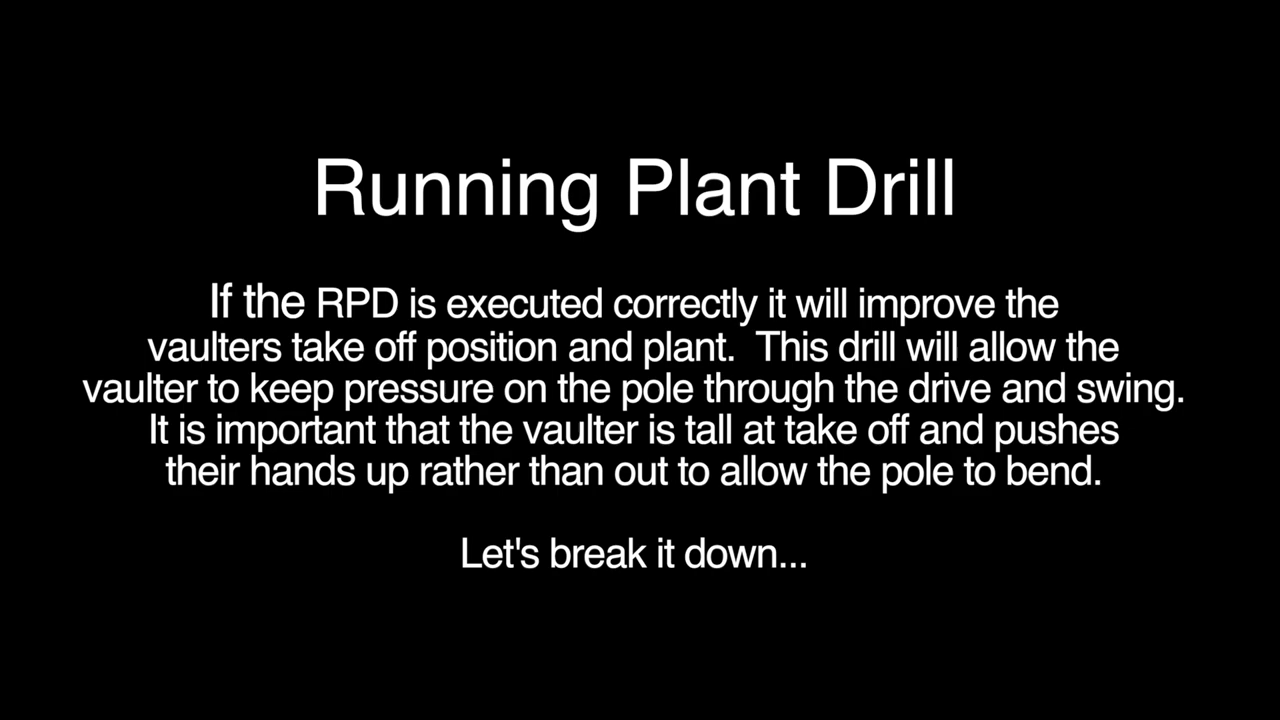 Running Plant Drill
If the RPD is executed correctly it will improve the
vaulters take off position and plant.  This drill will allow the
vaulter to keep pressure on the pole through the drive and swing.
It is important that the vaulter is tall at take off and pushes
their hands up rather than out to allow the pole to bend.
Let's break it down...